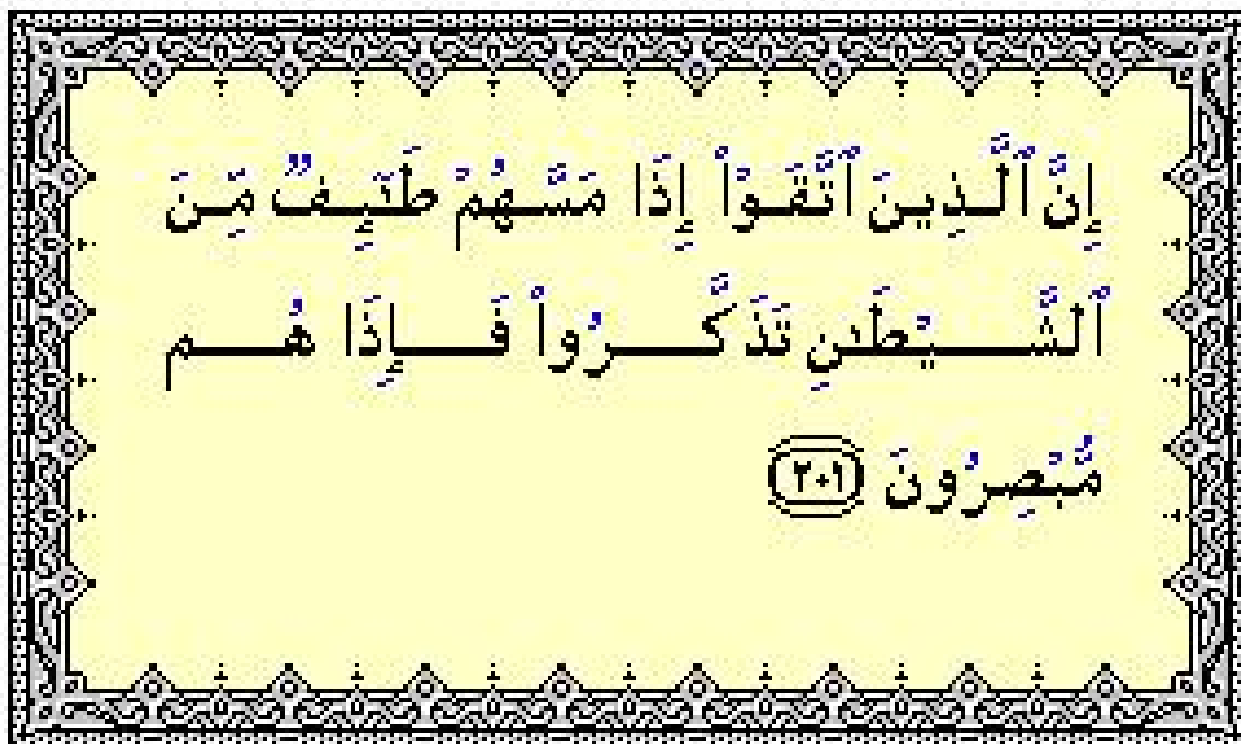 إِنَّ ٱلَّذِينَ ٱتَّقَوۡاْ إِذَا مَسَّهُمۡ طَـٰٓئِفٌ مِّنَ
ٱلشَّيۡطَـٰنِ تَذَكَّرُواْ فَإِذَا هُم
مُّبۡصِرُونَ ٢٠١